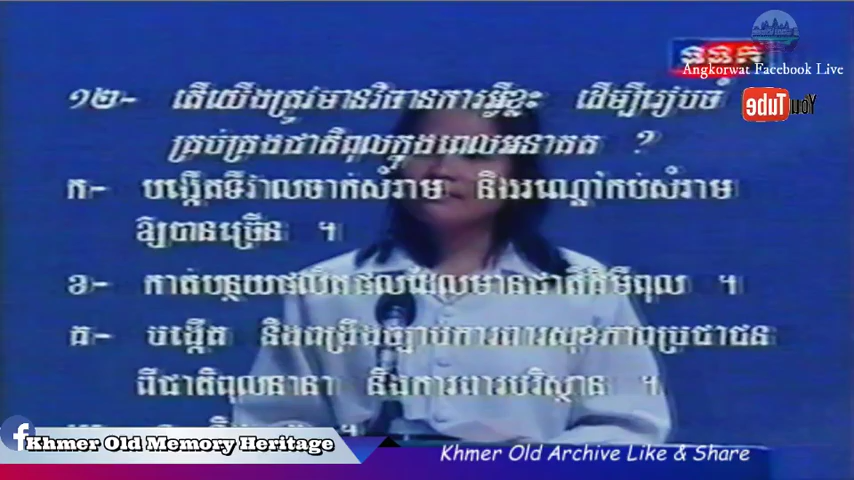 ទទក
Angkorwat Facebook Live
១២- តើយើងត្រូវមានវិធានការអ្វីខ្លះ ដើម្បីរៀបចំ
YouTube
គ្រប់គ្រងជាតិពុលក្នុងពេលអនាគត ?
ក- បង្កើតទីវាលចាក់សំរាម និងរណ្តៅកប់សំរាម
ឱ្យបានច្រើន ។
ខ- កាត់បន្ថយផលិតផលដែលមានជាតិគីមីពុល ។
គ- បង្កើត និងពង្រឹងច្បាប់ការពារសុខភាពប្រជាជន
ពីជាតិពុលនានា និងការពារបរិស្ថាន ។
Khmer Old Memory Heritage
Khmer Old Archive Like & Share